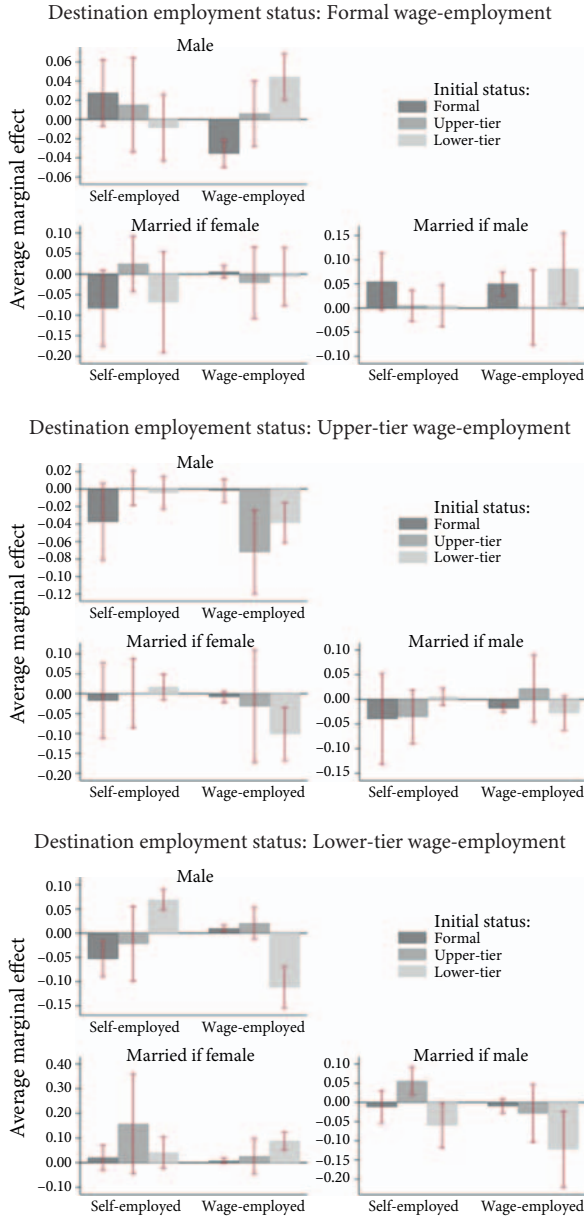 Destination employment status: Formal wage-employment
Male
Average marginal effect
0.06
0.04
0.02
0.00
−0.02
−0.04
−0.06
Self-employed Wage-employed
Initial status:
Formal
Upper-tier
Lower-tier
Married if female
0.10
0.05
0.00
−0.05
−0.10
−0.15
−0.20
Self-employed Wage-employed
Married if male
0.15
0.10
0.05
0.00
−0.05
−0.10
Self-employed Wage-employed
Destination employement status: Upper-tier wage-employment
Male
Average marginal effect
0.02
0.00
−0.02
−0.04
−0.06
−0.08
−0.10
−0.12
Self-employed Wage-employed
Initial status:
Formal
Upper-tier
Lower-tier
Married if female
0.10
0.05
0.00
−0.05
−0.10
−0.15
−0.20
Self-employed Wage-employed
Married if male
0.10
0.05
0.00
−0.05
−0.10
−0.15
Self-employed Wage-employed
Destination employment status: Lower-tier wage-employment
Male
Average marginal effect
0.10
0.05
0.00
−0.05
−0.10
−0.15
Self-employed Wage-employed
Initial status:
Formal
Upper-tier
Lower-tier
Married if female
0.40
0.30
0.20
0.10
0.00
−0.10
Self-employed Wage-employed
Married if male
0.10
0.05
0.00
−0.05
−0.10
−0.15
−0.20
Self-employed Wage-employed